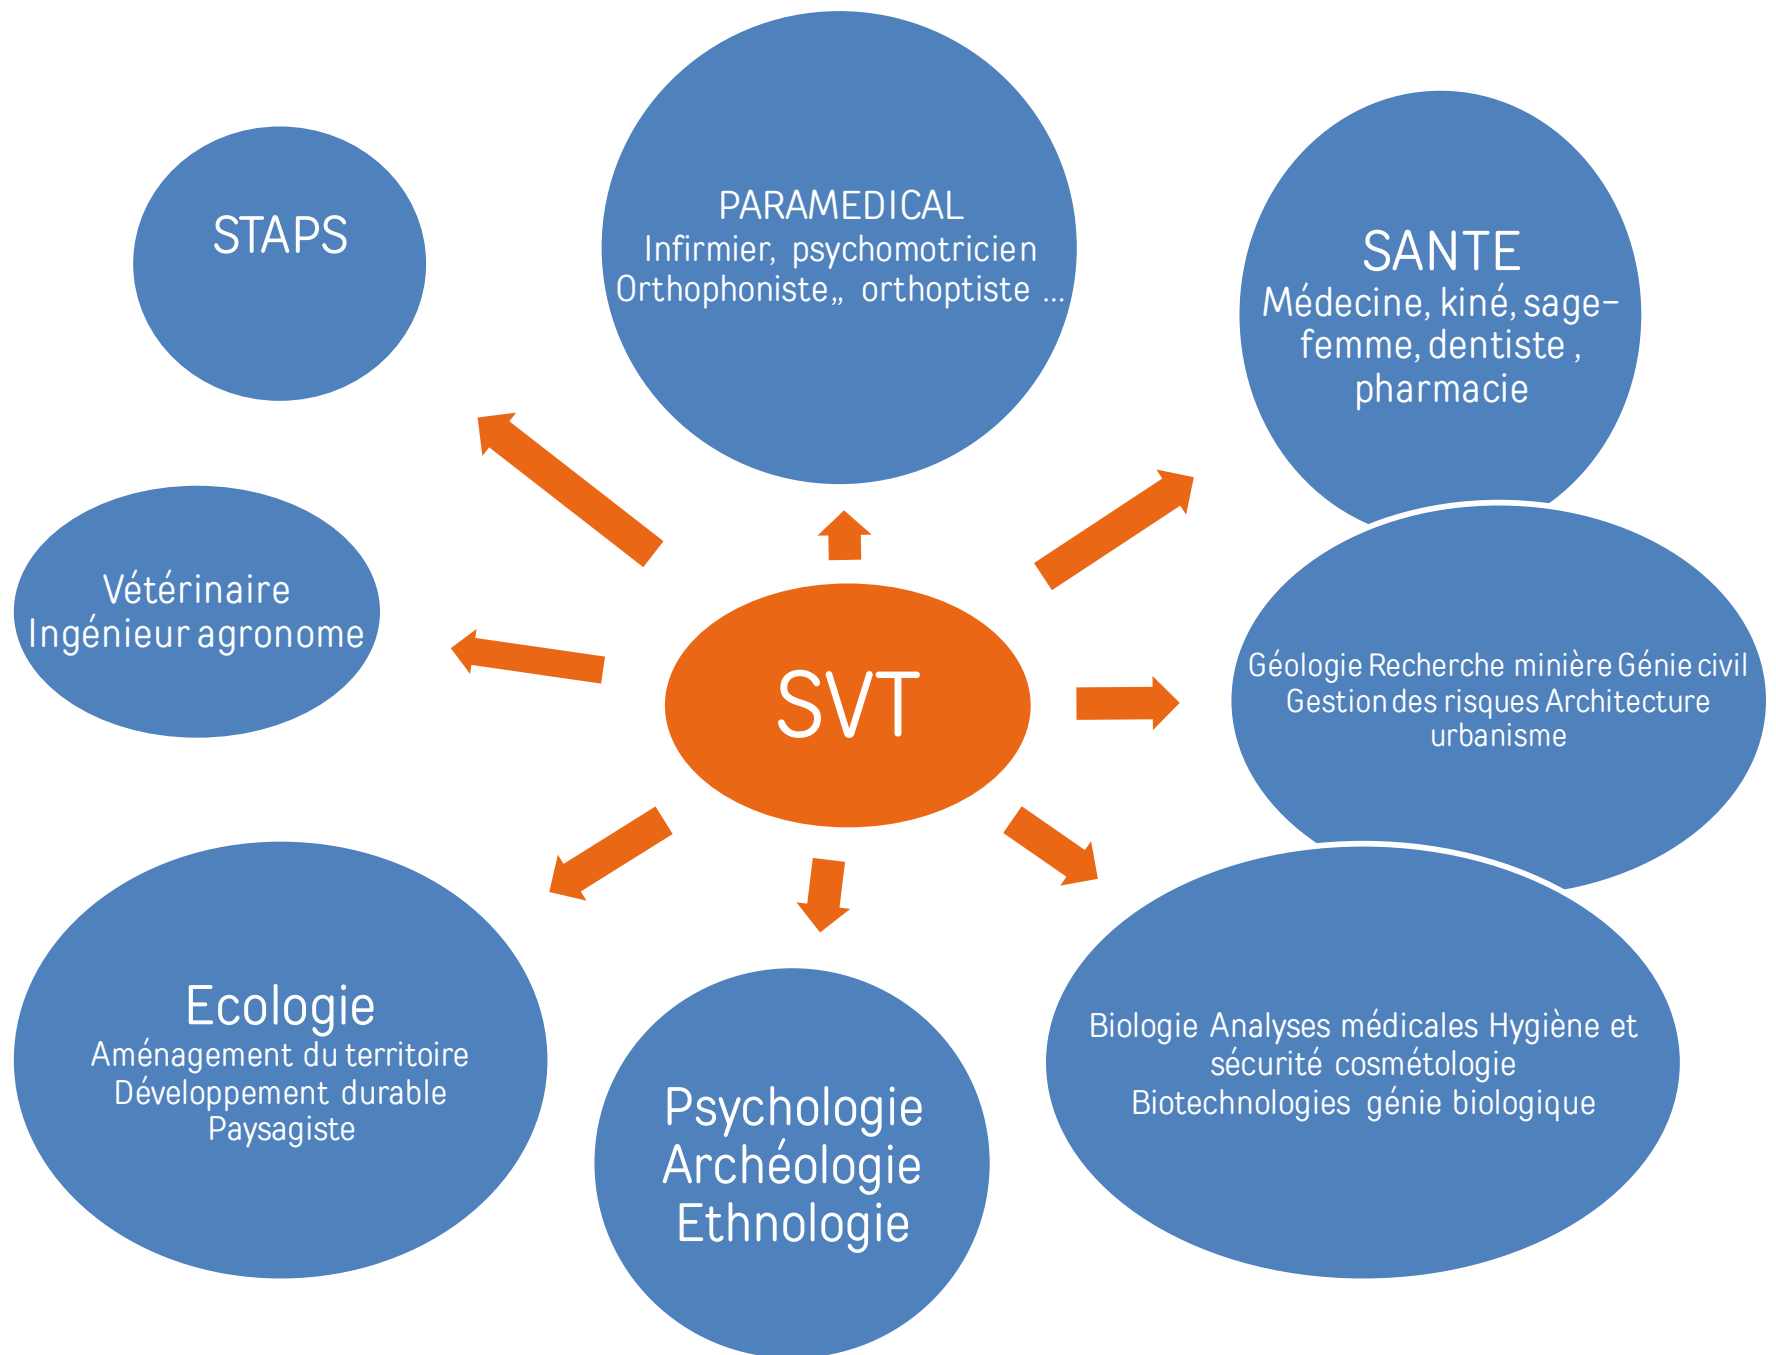 STAPS
PARAMEDICAL
Infirmier, psychomotricien
Orthophoniste,, orthoptiste ...
SANTE
Médecine, kiné, sage-
femme, dentiste ,
pharmacie
Vétérinaire
Ingénieur agronome
SVT
Géologie Recherche minière Génie civil
Gestion des risques Architecture
urbanisme
Ecologie
Aménagement du territoire
Développement durable
Paysagiste
Psychologie
Archéologie
Ethnologie
Biologie Analyses médicales Hygiène et
sécurité cosmétologie
Biotechnologies génie biologique